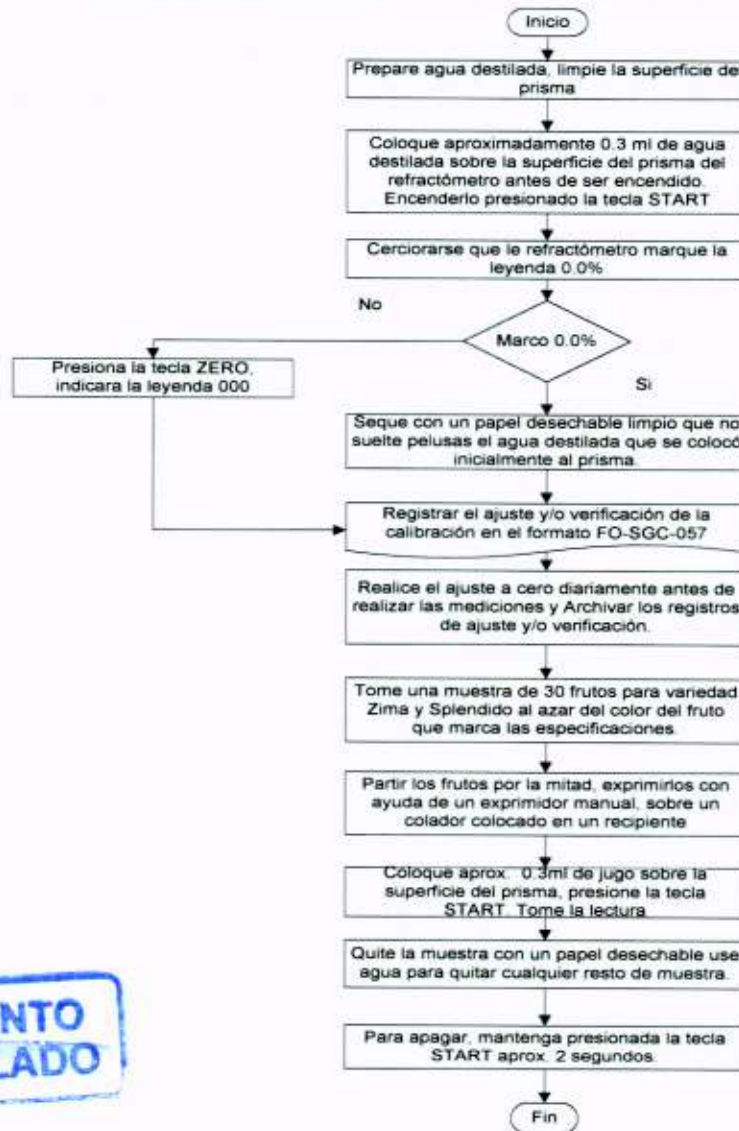 Inicio
Prepare agua destilada, limpie la superficie de
prisma
Coloque aproximadamente 0.3 ml de agua
destilada sobre la superficie del prisma del
refractómetro antes de ser encendido.
Encenderlo presionado la tecla START
Cerciorarse que le refractómetro marque la
leyenda 0.0%
No
Marco 0.0%
Presiona la tecla ZERO,
indicara la leyenda 000
Si
Seque con un papel desechable limpio que no
suelte pelusas el agua destilada que se colocó
inicialmente al prisma.
Registrar el ajuste y/o verificación de la
calibración en el formato FO-SGC-057
Realice el ajuste a cero diariamente antes de
realizar las mediciones y Archivar los registros
de ajuste y/o verificación.
Tome una muestra de 30 frutos para variedad
Zima y Splendido al azar del color del fruto
que marca las especificaciones.
Partir los frutos por la mitad, exprimirlos con
ayuda de un exprimidor manual, sobre un
colador colocado en un recipiente
Coloque aprox. 0.3ml de jugo sobre la
superficie del prisma, presione la tecla
START. Tome la lectura
Quite la muestra con un papel desechable use
agua para quitar cualquier resto de muestra.
NTO
LADO
Para apagar, mantenga presionada la tecla
START aprox. 2 segundos
Fin